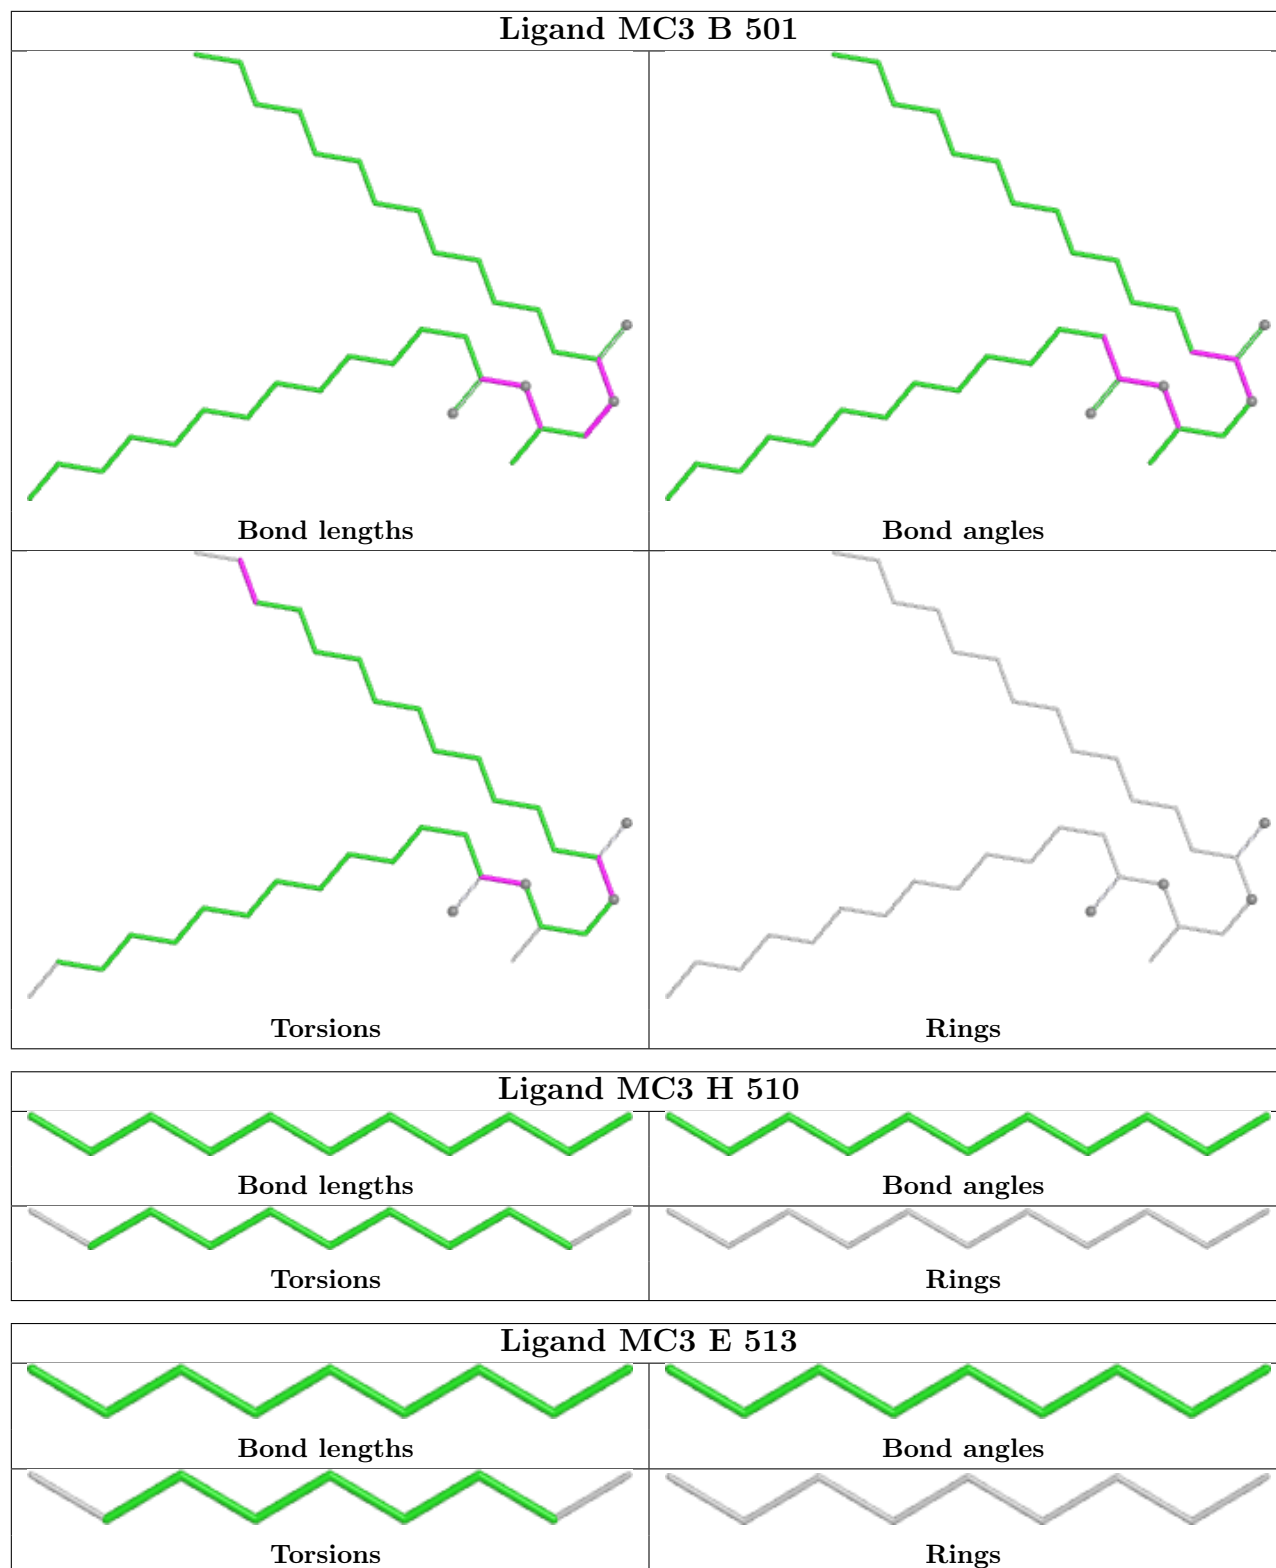 Ligand MC3 B 501
Bond lengths
Bond angles
Torsions
Rings
Ligand MC3 H 510
Bond lengths
Bond angles
Torsions
Rings
Ligand MC3 E 513
Bond lengths
Bond angles
Torsions
Rings